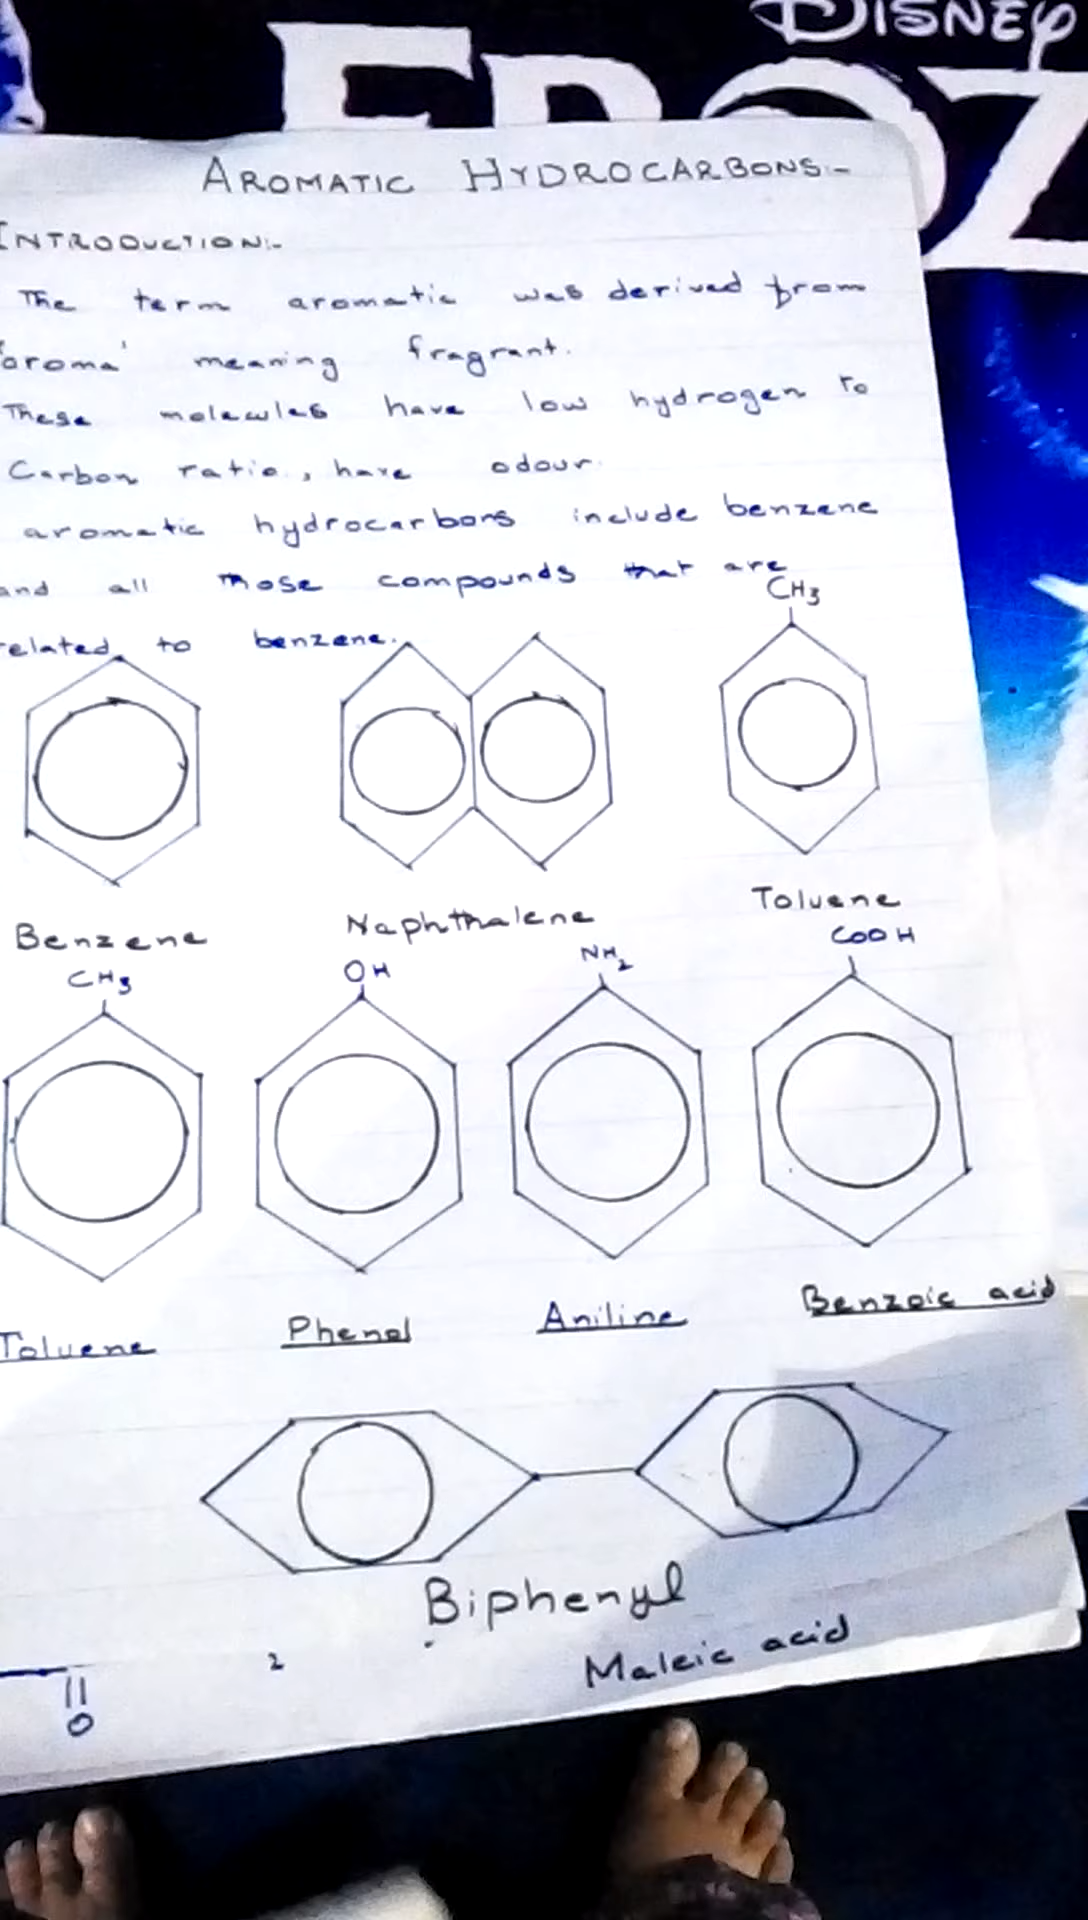 DISNEY
FROZ
AROMATIC HYDROCARBONS:-
INTRODUCTION:-
The term aromatic was derived from
'aroma' meaning fragrant.
These molecules have low hydrogen to
Carbon ratio, have odour.
aromatic hydrocarbons include benzene
and all those compounds that are
related to benzene.
CH3
Benzene
Naphthalene
Toluene
CH3
OH
NH2
COOH
Toluene
Phenol
Aniline
Benzoic acid
Biphenyl
Maleic acid
2
O